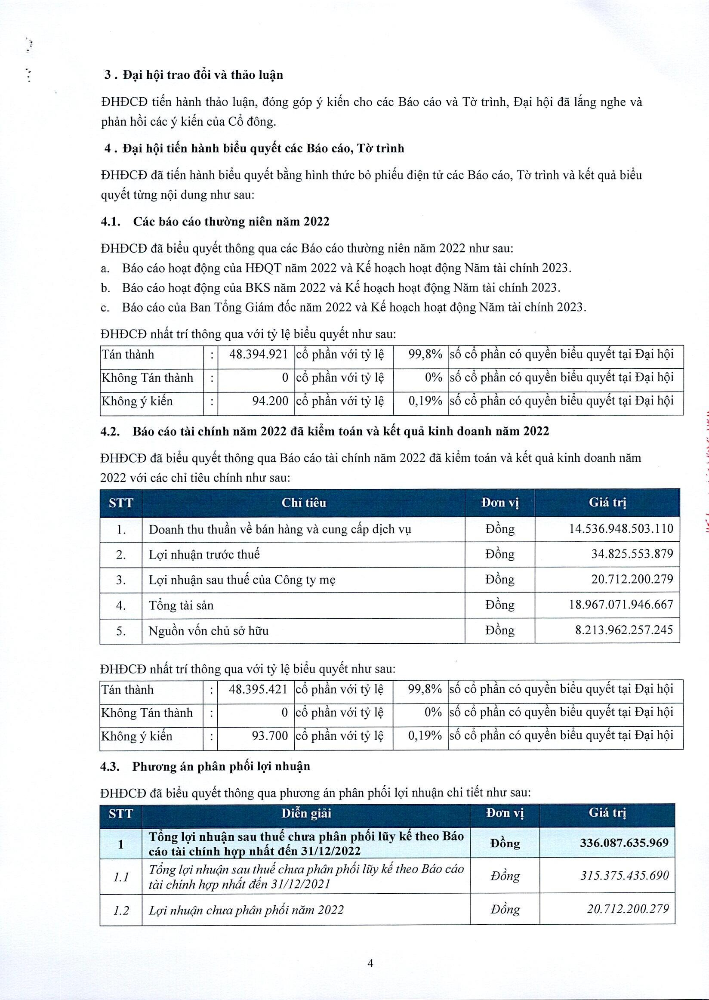 3 . Đại hội trao đổi và thảo luận
ĐHĐCĐ tiến hành thảo luận, đóng góp ý kiến cho các Báo cáo và Tờ trình, Đại hội đã lắng nghe và
phản hồi các ý kiến của Cổ đông.
4 . Đại hội tiến hành biểu quyết các Báo cáo, Tờ trình
ĐHĐCĐ đã tiến hành biểu quyết bằng hình thức bỏ phiếu điện tử các Báo cáo, Tờ trình và kết quả biểu
quyết từng nội dung như sau:
4.1. Các báo cáo thường niên năm 2022
ĐHĐCĐ đã biểu quyết thông qua các Báo cáo thường niên năm 2022 như sau:
a. Báo cáo hoạt động của HĐQT năm 2022 và Kế hoạch hoạt động Năm tài chính 2023.
b. Báo cáo hoạt động của BKS năm 2022 và Kế hoạch hoạt động Năm tài chính 2023.
c. Báo cáo của Ban Tổng Giám đốc năm 2022 và Kế hoạch hoạt động Năm tài chính 2023.
ĐHĐCĐ nhất trí thông qua với tỷ lệ biểu quyết như sau:
Tán thành : 48.394.921 cổ phần với tỷ lệ 99,8% số cổ phần có quyền biểu quyết tại Đại hội
Không Tán thành : 0 cổ phần với tỷ lệ 0% số cổ phần có quyền biểu quyết tại Đại hội
Không ý kiến : 94.200 cổ phần với tỷ lệ 0,19% số cổ phần có quyền biểu quyết tại Đại hội
4.2. Báo cáo tài chính năm 2022 đã kiểm toán và kết quả kinh doanh năm 2022
ĐHĐCĐ đã biểu quyết thông qua Báo cáo tài chính năm 2022 đã kiểm toán và kết quả kinh doanh năm
2022 với các chỉ tiêu chính như sau:
STT Chỉ tiêu Đơn vị Giá trị
1. Doanh thu thuần về bán hàng và cung cấp dịch vụ Đồng 14.536.948.503.110
2. Lợi nhuận trước thuế Đồng 34.825.553.879
3. Lợi nhuận sau thuế của Công ty mẹ Đồng 20.712.200.279
4. Tổng tài sản Đồng 18.967.071.946.667
5. Nguồn vốn chủ sở hữu Đồng 8.213.962.257.245
ĐHĐCĐ nhất trí thông qua với tỷ lệ biểu quyết như sau:
Tán thành : 48.395.421 cổ phần với tỷ lệ 99,8% số cổ phần có quyền biểu quyết tại Đại hội
Không Tán thành : 0 cổ phần với tỷ lệ 0% số cổ phần có quyền biểu quyết tại Đại hội
Không ý kiến : 93.700 cổ phần với tỷ lệ 0,19% số cổ phần có quyền biểu quyết tại Đại hội
4.3. Phương án phân phối lợi nhuận
ĐHĐCĐ đã biểu quyết thông qua phương án phân phối lợi nhuận chi tiết như sau:
STT Diễn giải Đơn vị Giá trị
1 Tổng lợi nhuận sau thuế chưa phân phối lũy kế theo Báo
cáo tài chính hợp nhất đến 31/12/2022 Đồng 336.087.635.969
1.1 Tổng lợi nhuận sau thuế chưa phân phối lũy kế theo Báo cáo
tài chính hợp nhất đến 31/12/2021 Đồng 315.375.435.690
1.2 Lợi nhuận chưa phân phối năm 2022 Đồng 20.712.200.279
4